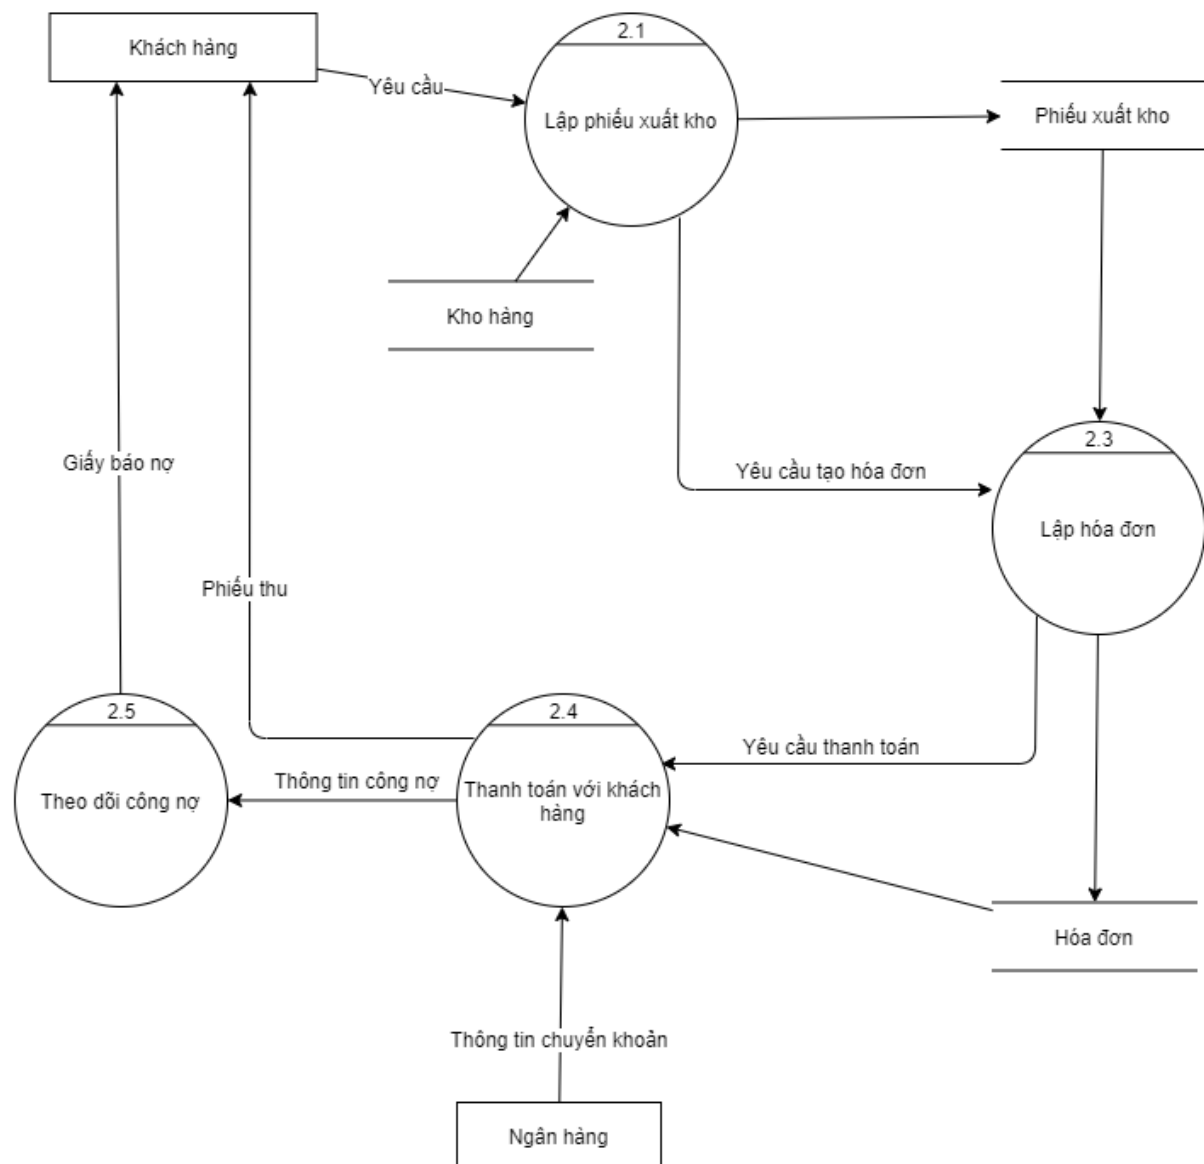 Khách hàng
Yêu cầu
2.1
Lập phiếu xuất kho
Phiếu xuất kho
Kho hàng
Giấy báo nợ
Yêu cầu tạo hóa đơn
2.3
Lập hóa đơn
Phiếu thu
2.5
Theo dõi công nợ
Thông tin công nợ
2.4
Thanh toán với khách
hàng
Yêu cầu thanh toán
Hóa đơn
Thông tin chuyển khoản
Ngân hàng